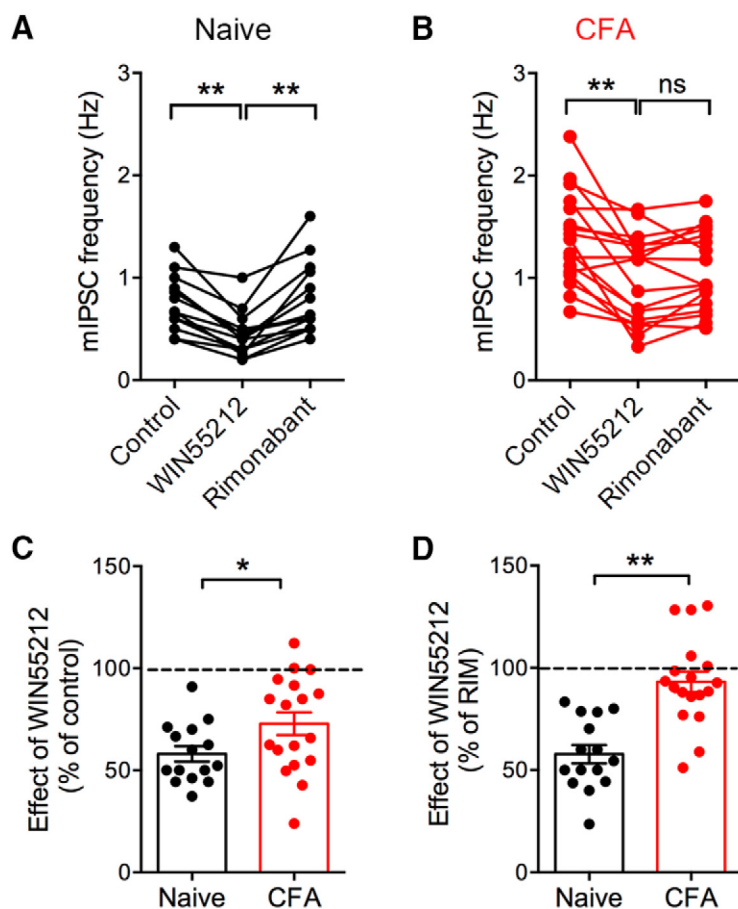 A
Naive
B
CFA
mIPSC frequency (Hz)
3
2
1
0
**
**
Control
WIN55212
Rimonabant
mIPSC frequency (Hz)
3
2
1
0
**
ns
Control
WIN55212
Rimonabant
C
Effect of WIN55212
(% of control)
150
100
50
0
*
Naive
CFA
D
Effect of WIN55212
(% of RIM)
150
100
50
0
**
Naive
CFA